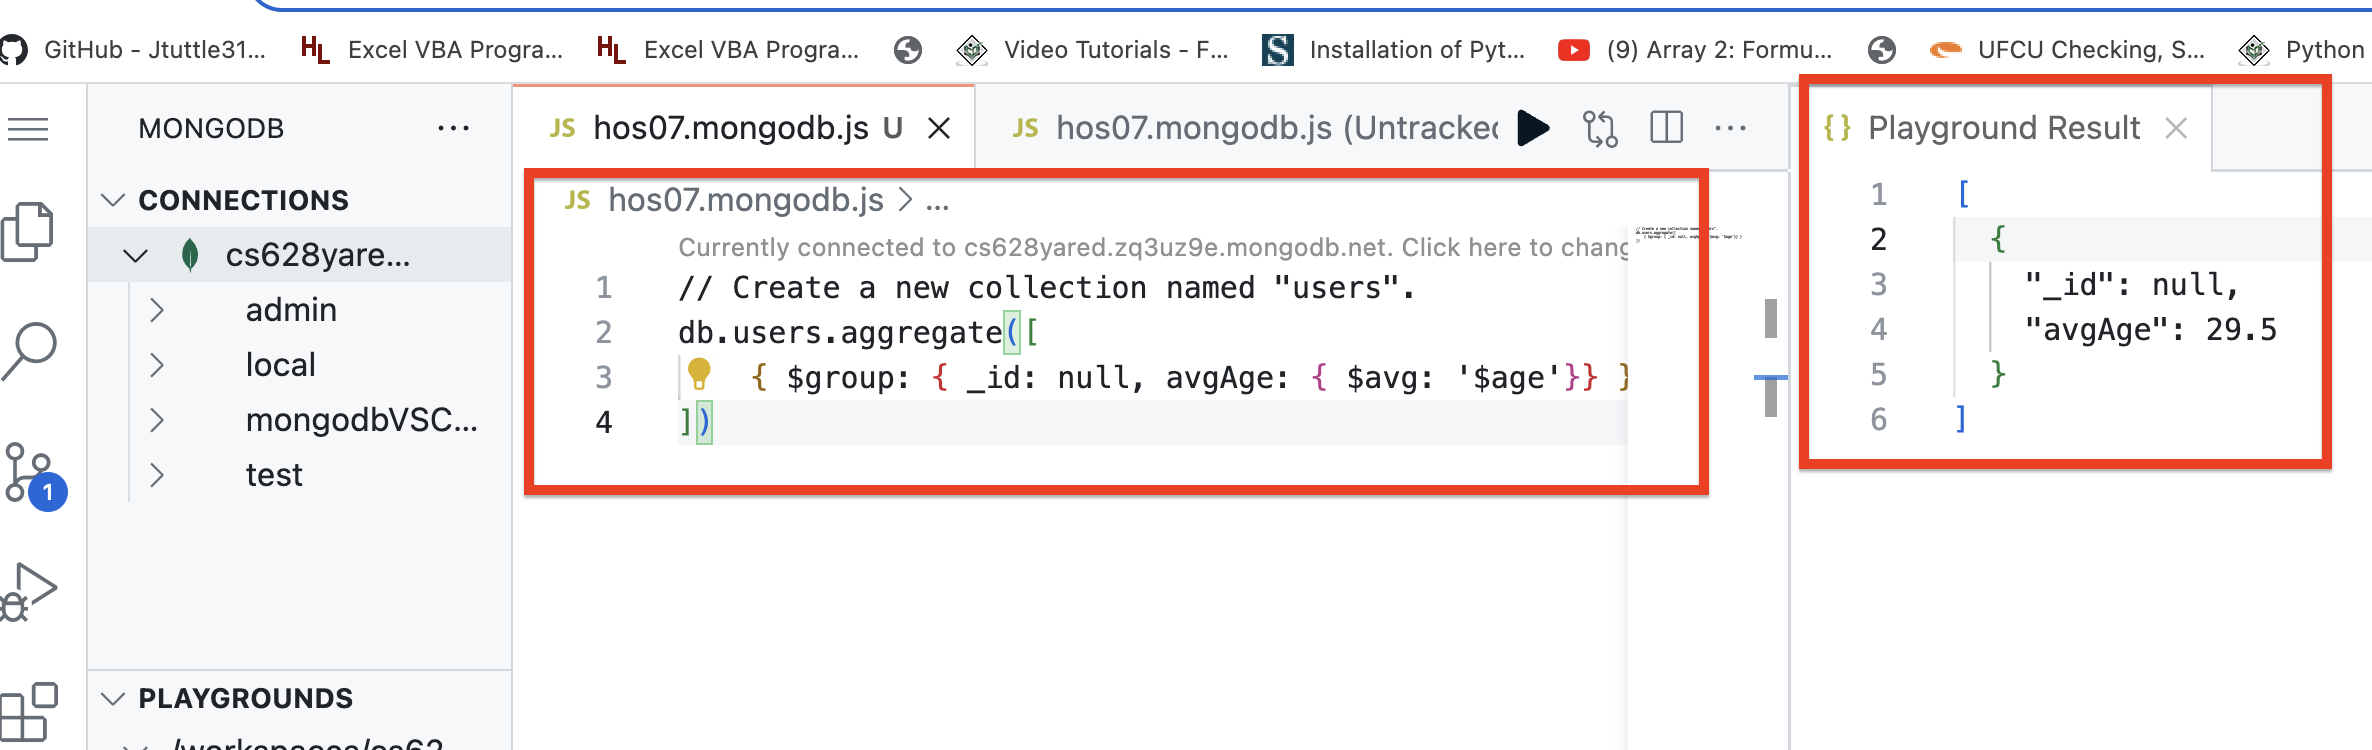 GitHub - Jtuttle31...
HL Excel VBA Progra...
HL Excel VBA Progra...
Video Tutorials - F...
S Installation of Pyt...
(9) Array 2: Formu...
UFCU Checking, S...
Python
MONGODB ...
JS hos07.mongodb.js U
JS hos07.mongodb.js (Untracked
...
{} Playground Result
CONNECTIONS
cs628yare...
admin
local
mongodbVSC...
test
1
PLAYGROUNDS
/workspaces/cs62
JS hos07.mongodb.js > ...
Currently connected to cs628yared.zq3uz9e.mongodb.net. Click here to chang
1 // Create a new collection named "users".
2 db.users.aggregate([
3 { $group: { _id: null, avgAge: { $avg: '$age'}} }
4 ])
1 [
2 {
3 "_id": null,
4 "avgAge": 29.5
5 }
6 ]